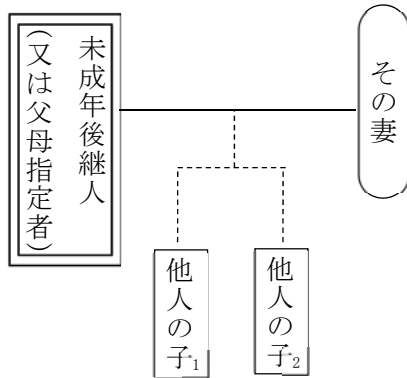 未成年後継人
(又は父母指定者)
その妻
他人の子1
他人の子2